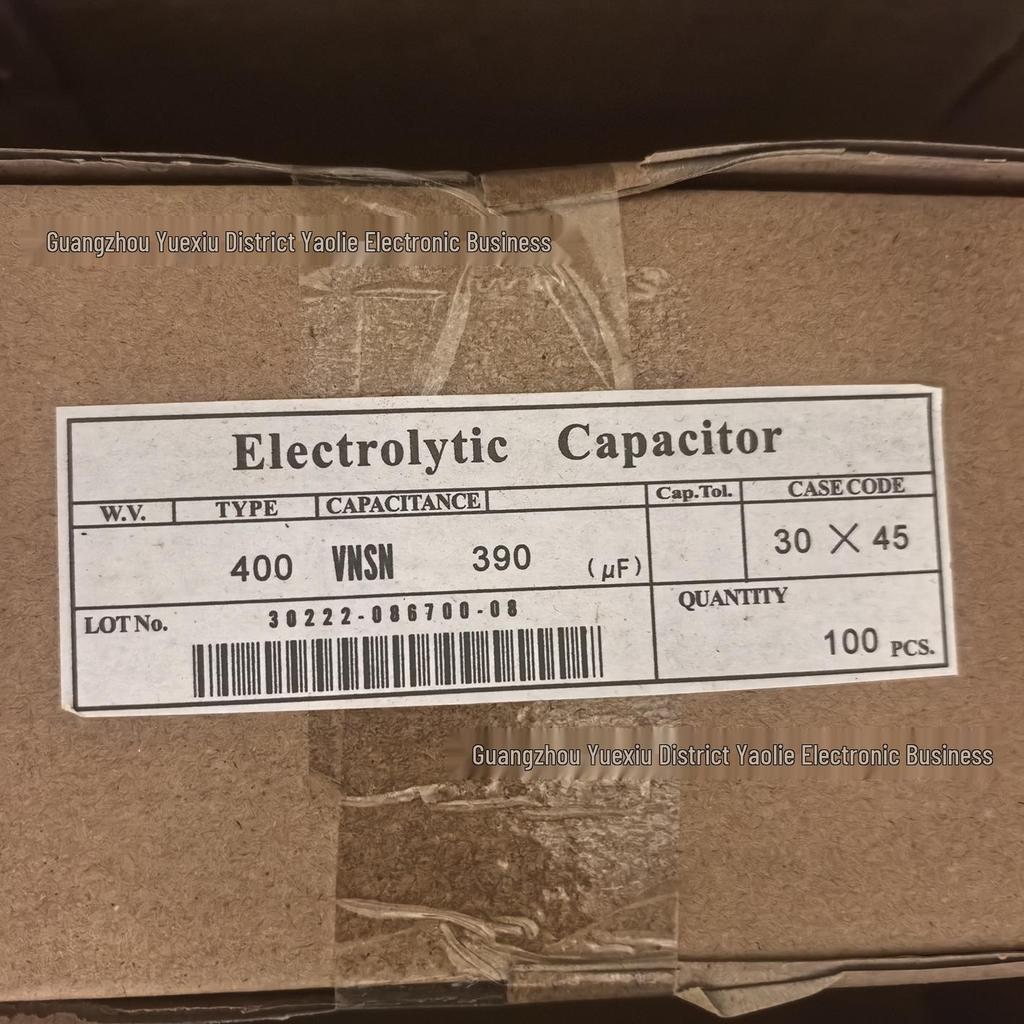 Guangzhou Yuexiu District Yaolie Electronic Business
Electrolytic Capacitor
W.V. TYPE CAPACITANCE Cap.Tol. CASE CODE
400 VNSN 390 (μF) 30 × 45
LOT No. 30222-086700-08 QUANTITY
100 PCS.
Guangzhou Yuexiu District Yaolie Electronic Business